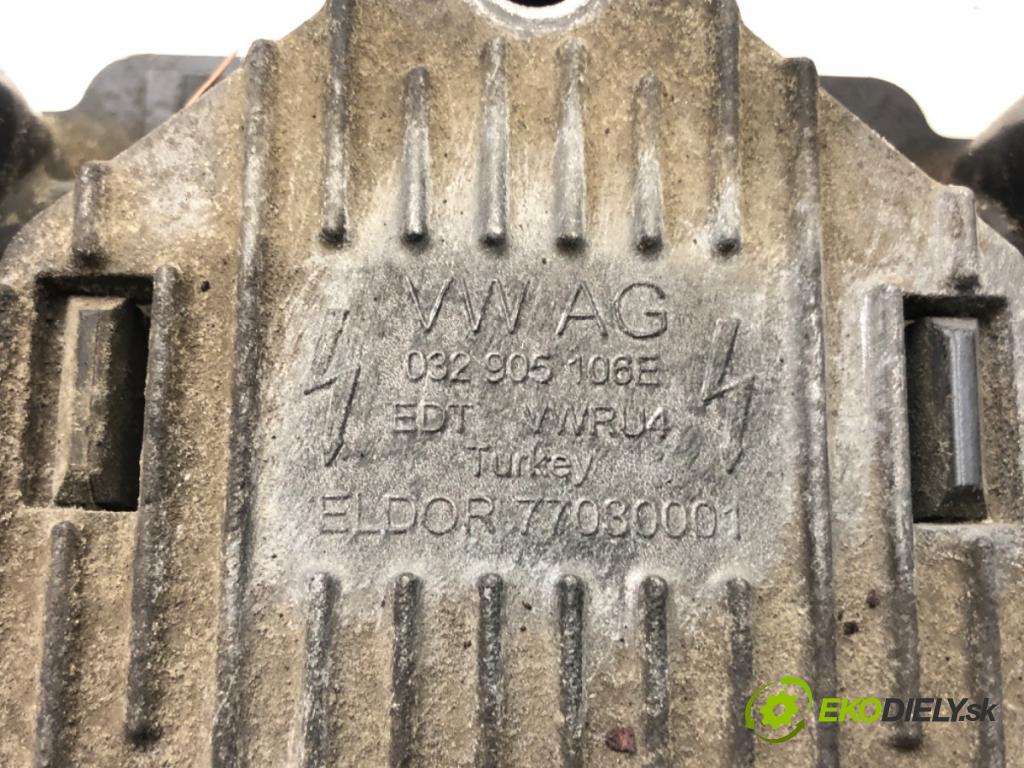 VW AG
032 905 106E
EDT VWRU4
Turkey
ELDOR 77030001
EKODIELY.sk